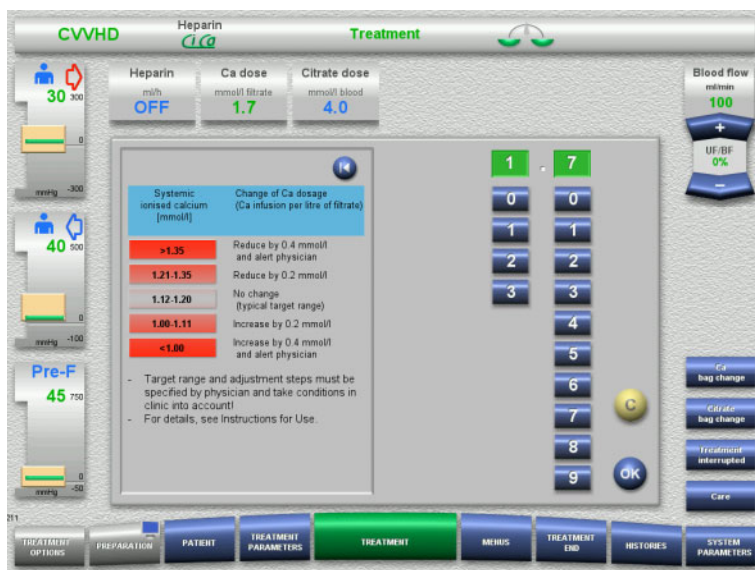 CVVHD
Heparin
CiCa
Treatment
30 300
0
mmHg -300
40 500
0
mmHg -100
Pre-F
45 750
0
mmHg -50
Heparin
ml/h
OFF
Ca dose
mmol/l filtrate
1.7
Citrate dose
mmol/l blood
4.0
Blood flow
ml/min
100
+
UF/BF
0%
−
Systemic
ionised calcium
[mmol/l]
Change of Ca dosage
(Ca infusion per litre of filtrate)
>1.35
Reduce by 0.4 mmol/l
and alert physician
1.21-1.35
Reduce by 0.2 mmol/l
1.12-1.20
No change
(typical target range)
1.00-1.11
Increase by 0.2 mmol/l
<1.00
Increase by 0.4 mmol/l
and alert physician
- Target range and adjustment steps must be
specified by physician and take conditions in
clinic into account!
- For details, see Instructions for Use.
1 . 7
0 0
1 1
2 2
3 3
4
5
6
7
8
9
C
OK
Ca
bag change
Citrate
bag change
Treatment
interrupted
Care
211
TREATMENT
OPTIONS
PREPARATION
PATIENT
TREATMENT
PARAMETERS
TREATMENT
MENUS
TREATMENT
END
HISTORIES
SYSTEM
PARAMETERS